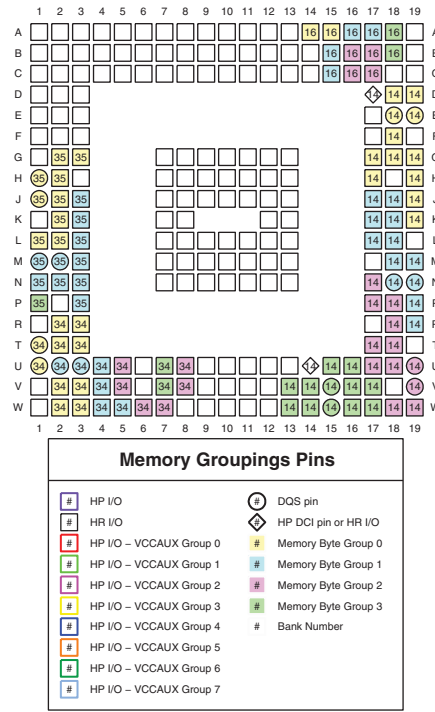 1 2 3 4 5 6 7 8 9 10 11 12 13 14 15 16 17 18 19
A 16 16 16 16 16 A
B 16 16 16 16
C 16 16 16
D 14 14 14
E 14 14
F 14
G 35 35 14 14 14
H 35 35 14 14
J 35 35 35 14 14 14
K 35 35 14 14 14
L 35 35 35 14 14
M 35 35 35 14 14
N 35 35 35 14 14 14
P 35 35 14 14 14
R 34 34 14 14
T 34 34 34 14 14
U 34 34 34 34 34 34 34 14 14 14 14 14 14
V 34 34 34 34 34 34 14 14 14 14 14 14
W 34 34 34 34 34 34 14 14 14 14 14 14 14
1 2 3 4 5 6 7 8 9 10 11 12 13 14 15 16 17 18 19
Memory Groupings Pins
# HP I/O
# HR I/O
# HP I/O – VCCAUX Group 0
# HP I/O – VCCAUX Group 1
# HP I/O – VCCAUX Group 2
# HP I/O – VCCAUX Group 3
# HP I/O – VCCAUX Group 4
# HP I/O – VCCAUX Group 5
# HP I/O – VCCAUX Group 6
# HP I/O – VCCAUX Group 7
# DQS pin
# HP DCI pin or HR I/O
# Memory Byte Group 0
# Memory Byte Group 1
# Memory Byte Group 2
# Memory Byte Group 3
# Bank Number